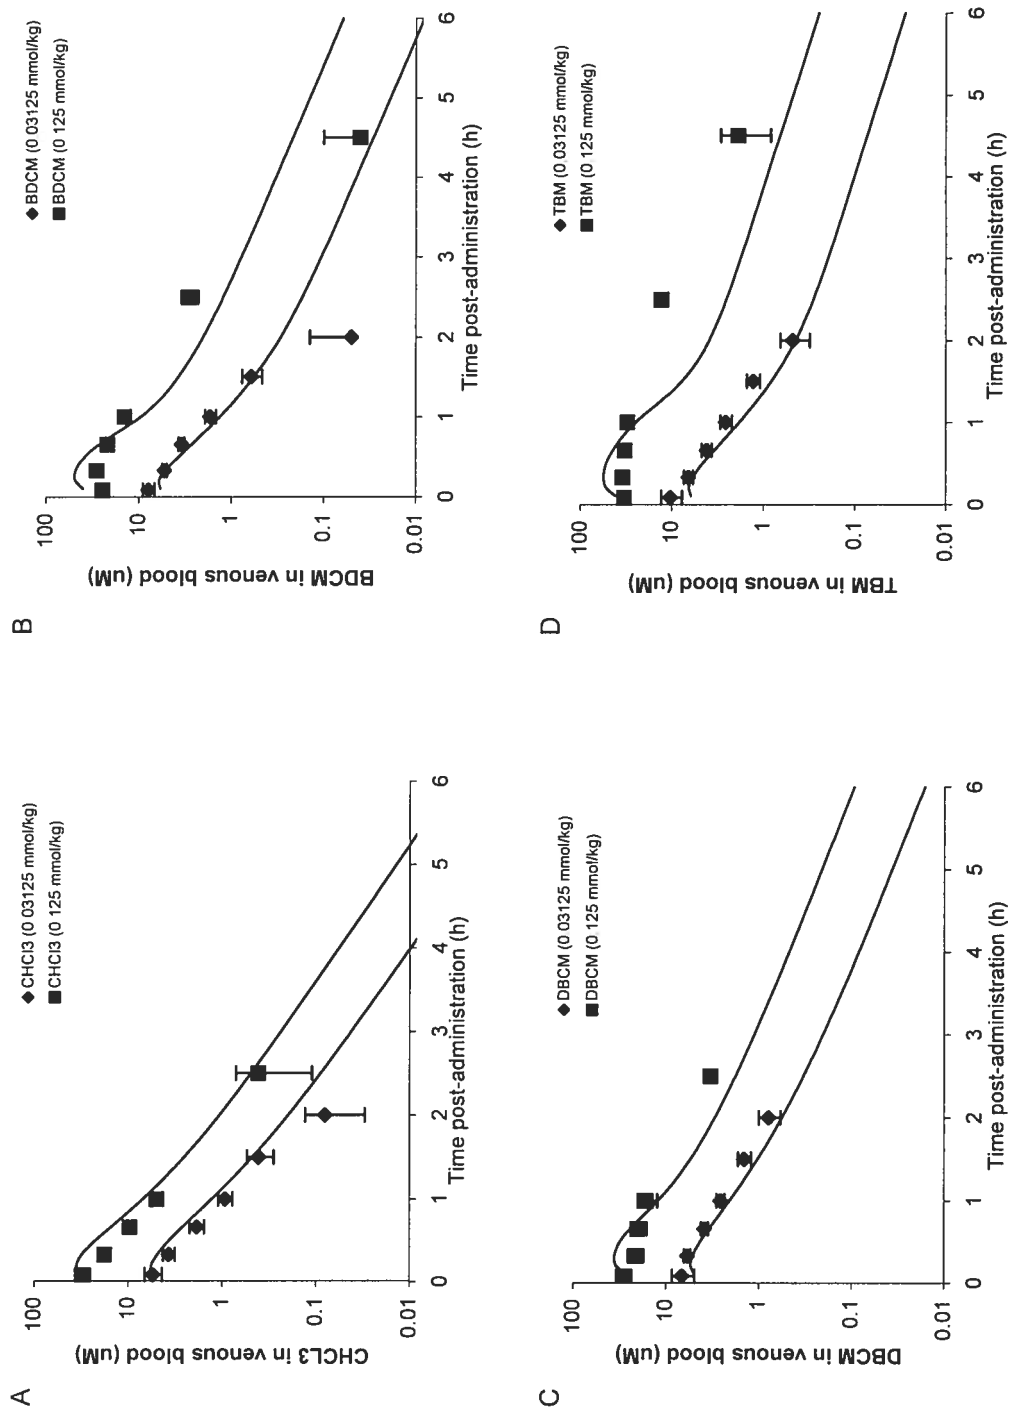 A
CHCl3 (0 03125 mmol/kg)
CHCl3 (0 125 mmol/kg)
CHCL3 in venous blood (uM)
100
10
1
0.1
0.01
0 1 2 3 4 5 6
Time post-administration (h)
B
BDCM (0 03125 mmol/kg)
BDCM (0 125 mmol/kg)
BDCM in venous blood (uM)
100
10
1
0.1
0.01
0 1 2 3 4 5 6
Time post-administration (h)
C
DBCM (0 03125 mmol/kg)
DBCM (0.125 mmol/kg)
DBCM in venous blood (uM)
100
10
1
0.1
0.01
0 1 2 3 4 5 6
Time post-administration (h)
D
TBM (0.03125 mmol/kg)
TBM (0.125 mmol/kg)
TBM in venous blood (uM)
100
10
1
0.1
0.01
0 1 2 3 4 5 6
Time post-administration (h)